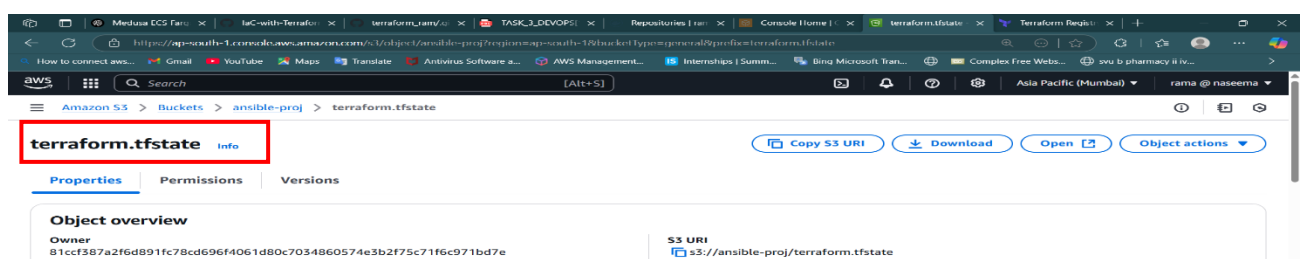 Medusa ECS Farg
IaC-with-Terrafor
terraform_ram/.gi
TASK_3_DEVOPS(
Repositories | ram
Console Home | C
terraform.tfstate
Terraform Registr
https://ap-south-1.console.aws.amazon.com/s3/object/ansible-proj?region=ap-south-1&bucketType=general&prefix=terraform.tfstate
How to connect aws... Gmail YouTube Maps Translate Antivirus Software a... AWS Management... Internships | Summ... Bing Microsoft Tran... Complex Free Webs... svu b pharmacy ii iv...
aws Search [Alt+S] Asia Pacific (Mumbai) rama @ naseema
Amazon S3 > Buckets > ansible-proj > terraform.tfstate
terraform.tfstate Info Copy S3 URI Download Open Object actions
Properties Permissions Versions
Object overview
Owner
81ccf387a2f6d891fc78cd696f4061d80c7034860574e3b2f75c71f6c971bd7e
S3 URI
s3://ansible-proj/terraform.tfstate